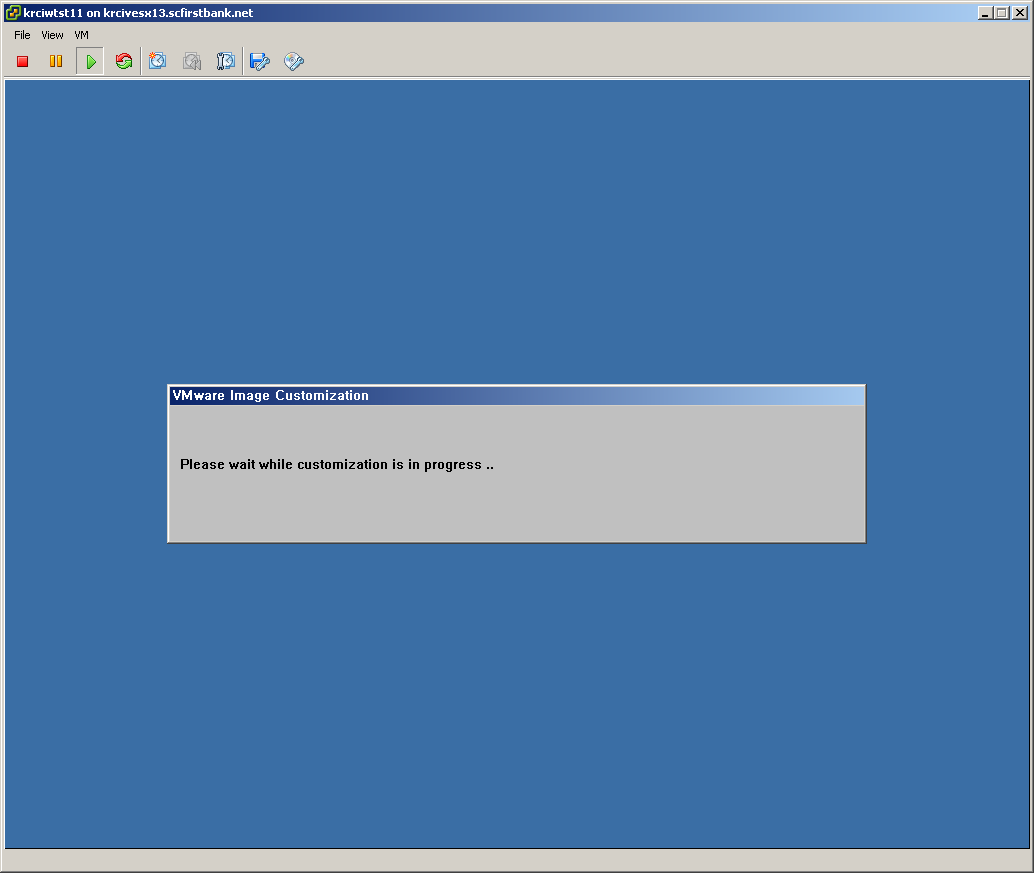 krciwtst11 on krcivesx13.scfirstbank.net
File View VM
VMware Image Customization
Please wait while customization is in progress ..